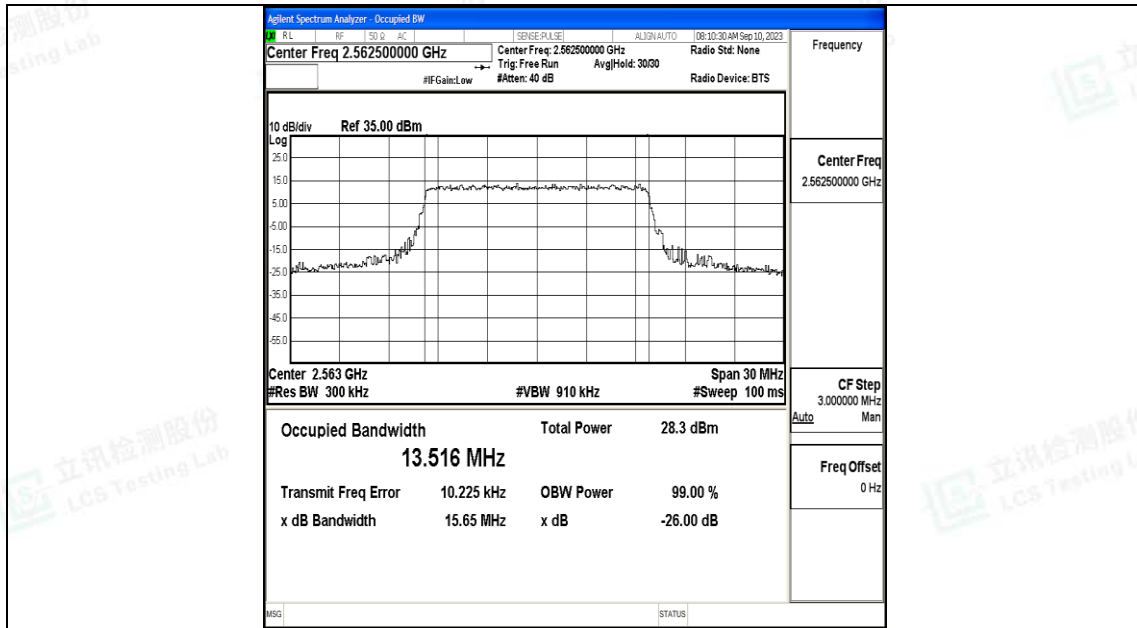 Agilent Spectrum Analyzer - Occupied BW
LXI RL RF 50 Ω AC SENSE:PULSE ALIGN AUTO 08:10:30 AM Sep 10, 2023
Center Freq 2.562500000 GHz
Center Freq: 2.562500000 GHz Radio Std: None
Trig: Free Run Avg|Hold: 30/30
#IFGain:Low #Atten: 40 dB Radio Device: BTS
Frequency
10 dB/div Ref 35.00 dBm
Log
25.0
15.0
5.00
-5.00
-15.0
-25.0
-35.0
-45.0
-55.0
Center 2.563 GHz Span 30 MHz
#Res BW 300 kHz #VBW 910 kHz #Sweep 100 ms
Center Freq
2.562500000 GHz
CF Step
3.000000 MHz
Auto Man
Freq Offset
0 Hz
Occupied Bandwidth Total Power 28.3 dBm
13.516 MHz
Transmit Freq Error 10.225 kHz OBW Power 99.00 %
x dB Bandwidth 15.65 MHz x dB -26.00 dB
MSG STATUS
立讯检测股份
LCS Testing Lab
立讯检测股份
LCS Testing L
sting Lab
立